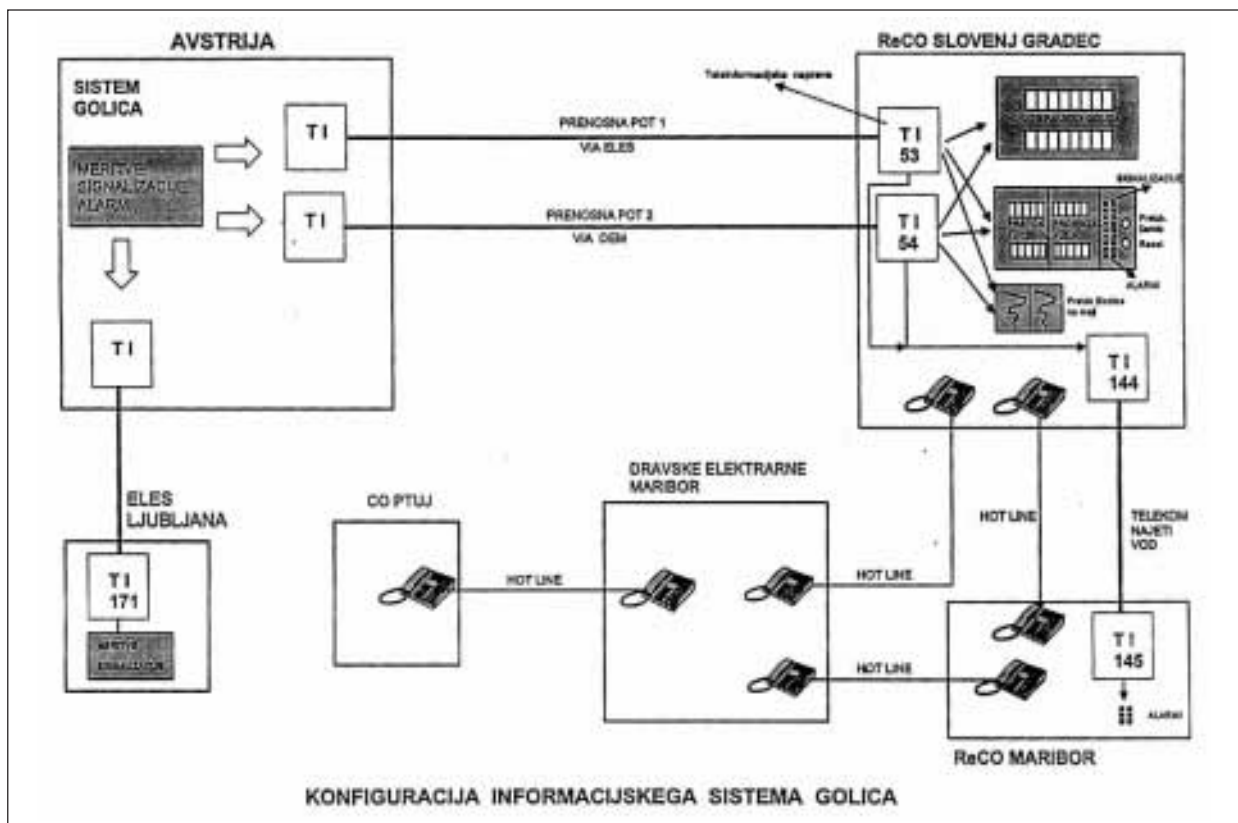 AVSTRIJA
ReCO SLOVENJ GRADEC
SISTEM
GOLICA
MERITVE
SIGNALIZACIJE
ALARMI
T I
T I
T I
PRENOSNA POT 1
VIA ELES
PRENOSNA POT 2
VIA DEM
T I
53
T I
54
SIGNALIZACIJE
ALARMI
T I
144
ELES
LJUBLJANA
T I
171
MERITVE
SIGNALIZACIJE
CO PTUJ
HOT LINE
DRAVSKE ELEKTRARNE
MARIBOR
HOT LINE
HOT LINE
HOT LINE
TELEKOM
NAJETI
VOD
T I
145
ALARMI
ReCO MARIBOR
KONFIGURACIJA INFORMACIJSKEGA SISTEMA GOLICA